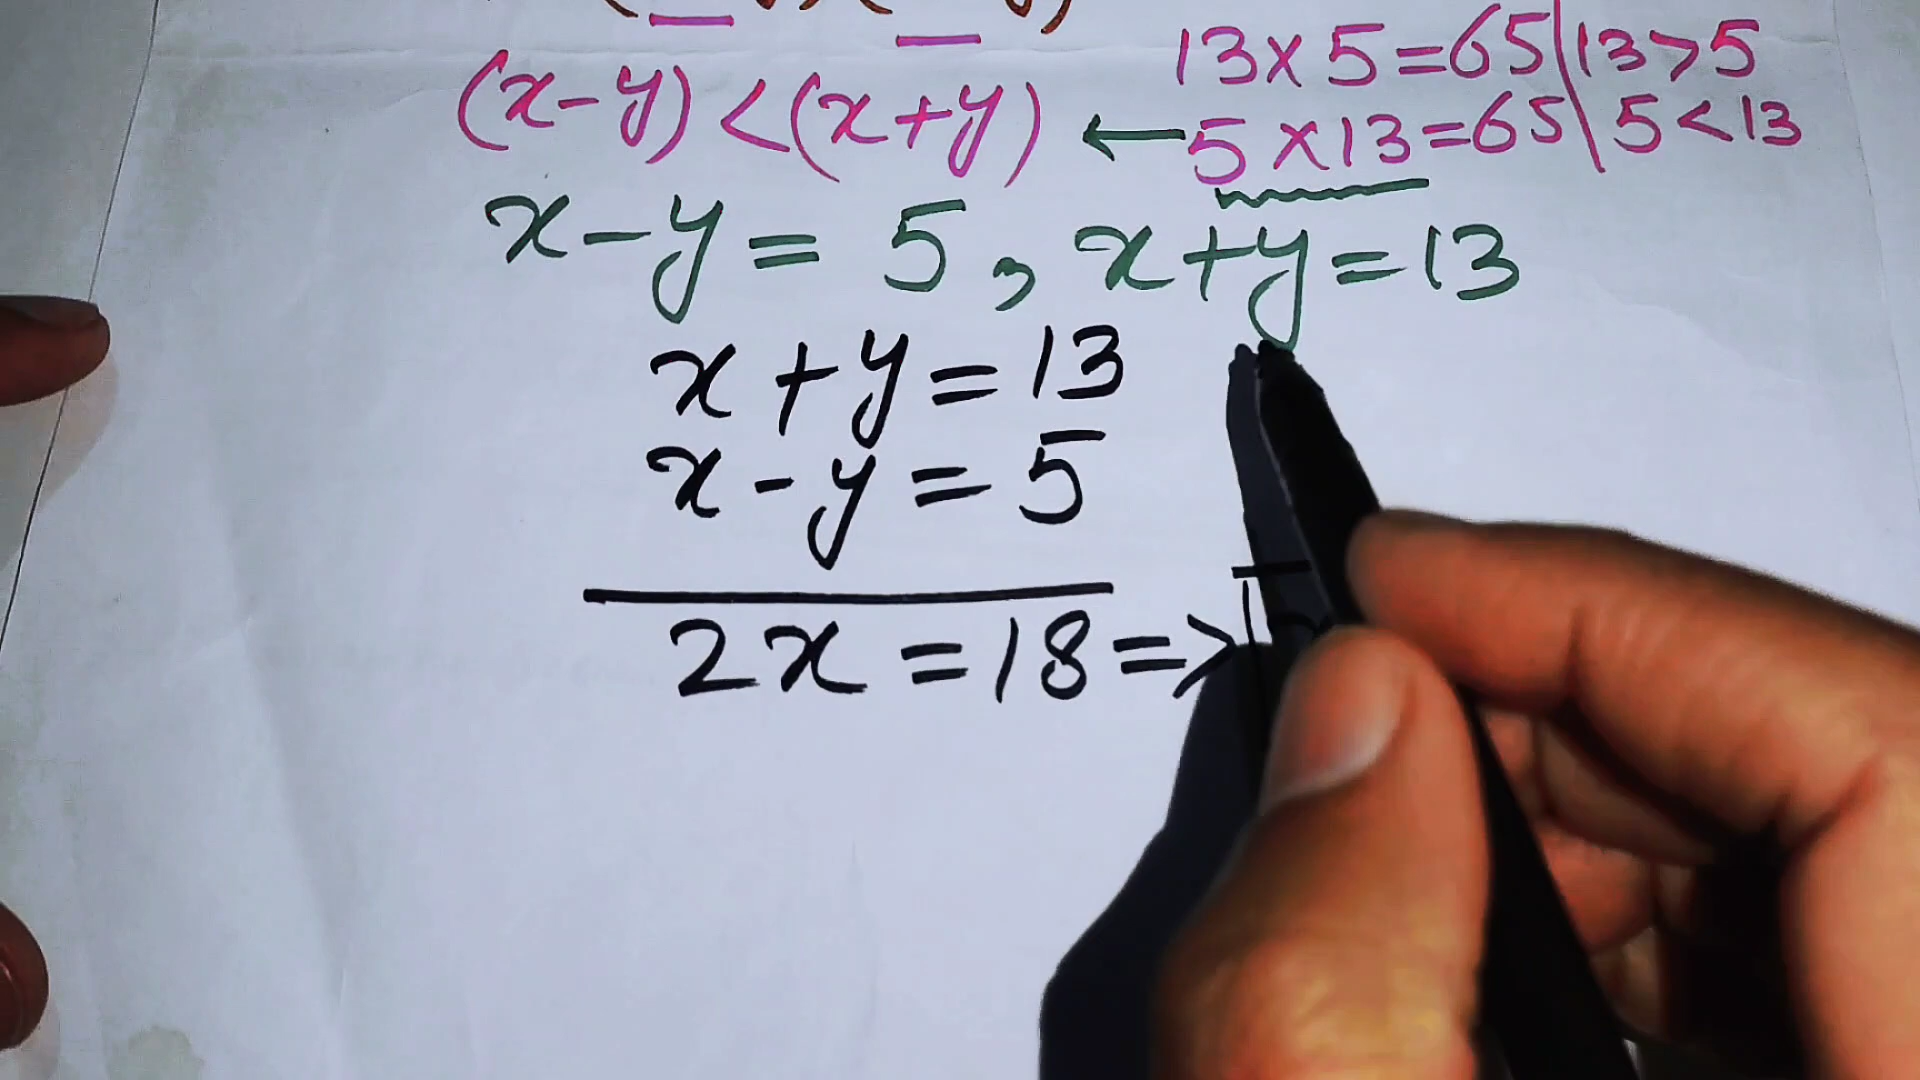 (x-y)<(x+y)
13×5=65|13>5
←5×13=65|5<13
x-y= 5, x+y=13
x+y=13
x-y=5
2x=18=>